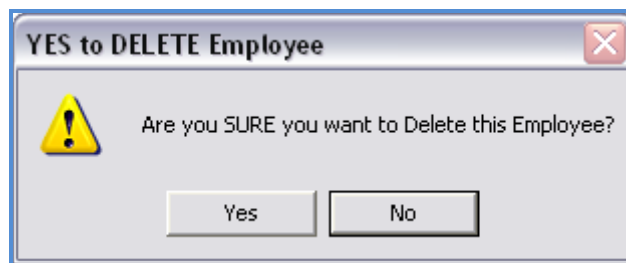 YES to DELETE Employee
Are you SURE you want to Delete this Employee?
Yes
No